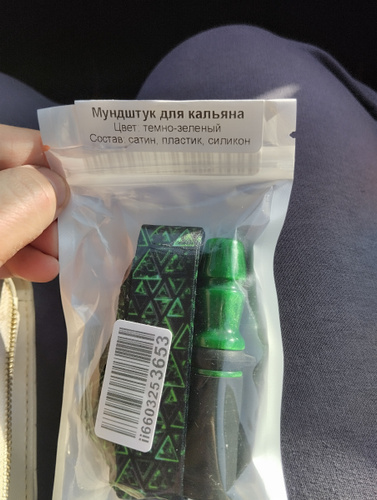 Мундштук для кальяна
Цвет темно-зеленый
Состав: сатин, пластик, силикон
ii6603253653